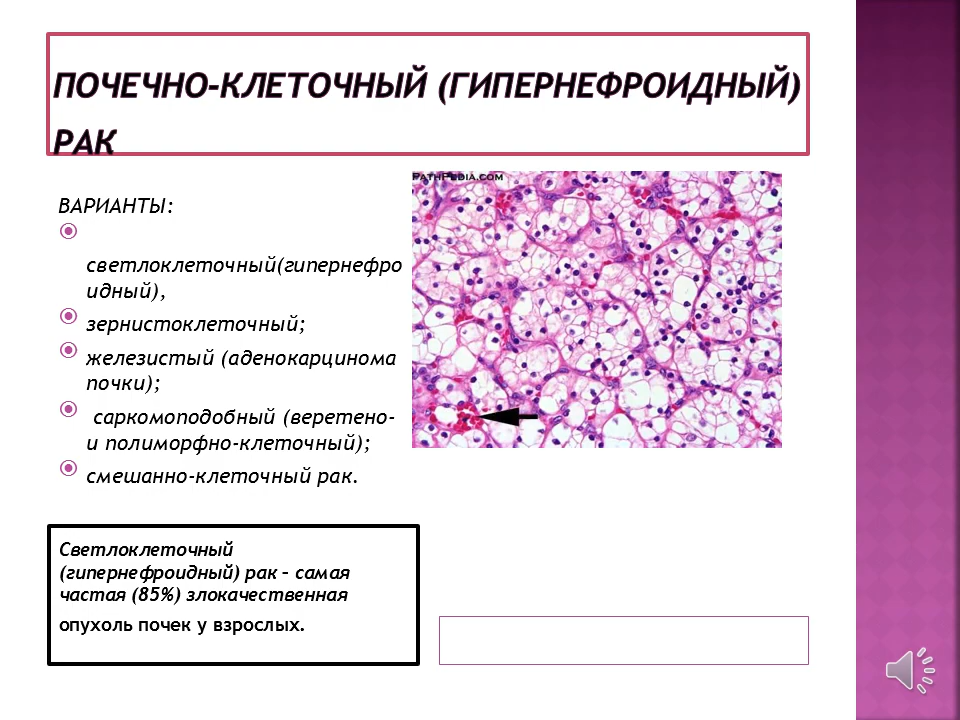 ПОЧЕЧНО-КЛЕТОЧНЫЙ (ГИПЕРНЕФРОИДНЫЙ)
РАК
ВАРИАНТЫ:
светлоклеточный(гипернефро
идный),
зернистоклеточный;
железистый (аденокарцинома
почки);
саркомоподобный (веретено-
и полиморфно-клеточный);
смешанно-клеточный рак.
PATHPEDIA.COM
Светлоклеточный
(гипернефроидный) рак – самая
частая (85%) злокачественная
опухоль почек у взрослых.